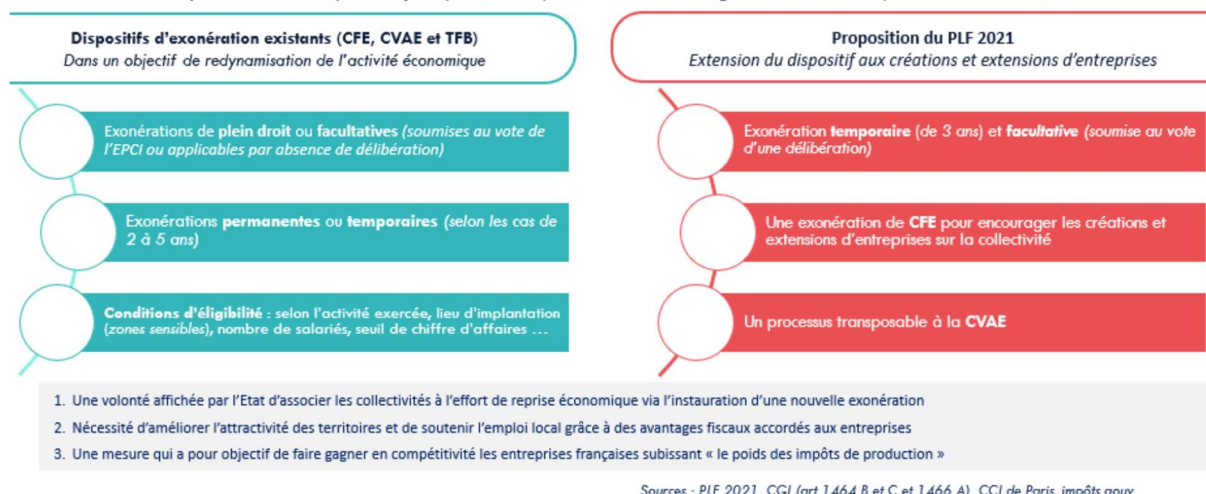 Dispositifs d'exonération existants (CFE, CVAE et TFB)
Dans un objectif de redynamisation de l'activité économique
Exonérations de plein droit ou facultatives (soumises au vote de
l'EPCI ou applicables par absence de délibération)
Exonérations permanentes ou temporaires (selon les cas de
2 à 5 ans)
Conditions d'éligibilité : selon l'activité exercée, lieu d'implantation
(zones sensibles), nombre de salariés, seuil de chiffre d'affaires ...
Proposition du PLF 2021
Extension du dispositif aux créations et extensions d'entreprises
Exonération temporaire (de 3 ans) et facultative (soumise au vote
d'une délibération)
Une exonération de CFE pour encourager les créations et
extensions d'entreprises sur la collectivité
Un processus transposable à la CVAE
1. Une volonté affichée par l'Etat d'associer les collectivités à l'effort de reprise économique via l'instauration d'une nouvelle exonération
2. Nécessité d'améliorer l'attractivité des territoires et de soutenir l'emploi local grâce à des avantages fiscaux accordés aux entreprises
3. Une mesure qui a pour objectif de faire gagner en compétitivité les entreprises françaises subissant « le poids des impôts de production »
Sources : PLF 2021, CGI (art 1464 B et C et 1466 A), CCI de Paris, impôts.gouv